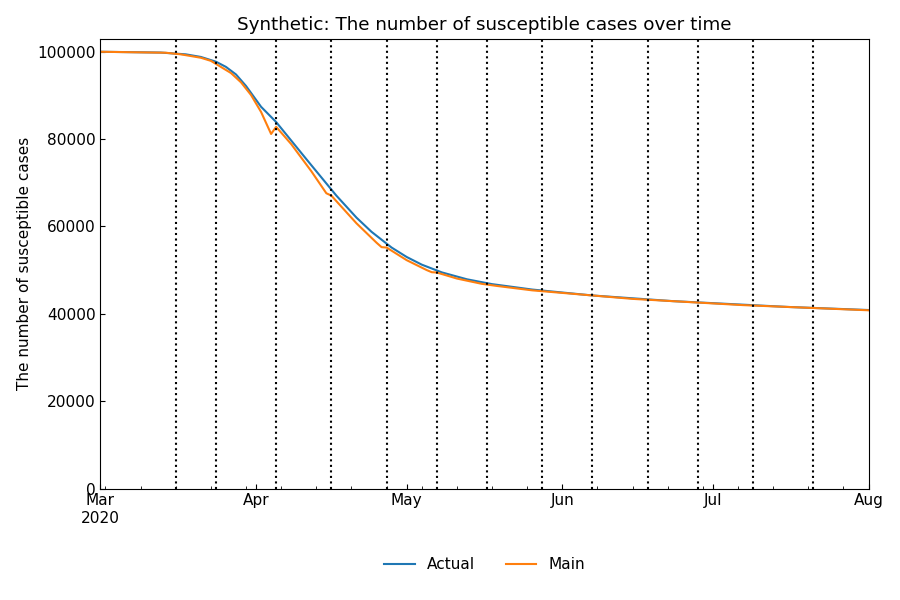 Synthetic: The number of susceptible cases over time
The number of susceptible cases
100000
80000
60000
40000
20000
0
Mar Apr May Jun Jul Aug
2020
Actual Main